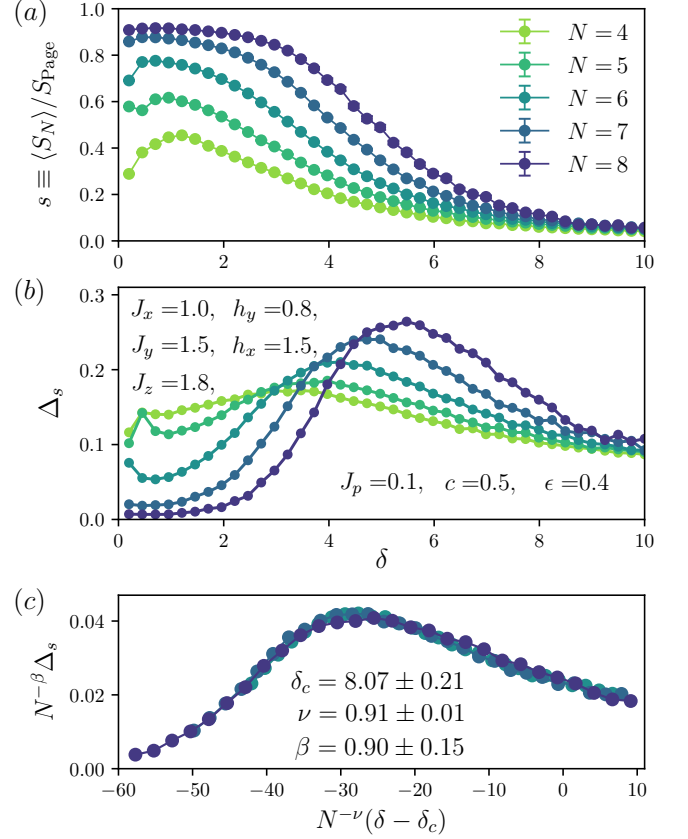 (a)
1.0
0.8
0.6
0.4
0.2
0.0
s ≡ ⟨S_N⟩/S_Page
N = 4
N = 5
N = 6
N = 7
N = 8
0 2 4 6 8 10
(b)
0.3
0.2
0.1
0.0
Δ_s
J_x =1.0, h_y =0.8,
J_y =1.5, h_x =1.5,
J_z =1.8,
J_p =0.1, c =0.5, ϵ =0.4
0 2 4 6 8 10
δ
(c)
0.04
0.02
0.00
N^{-β}Δ_s
δ_c = 8.07 ± 0.21
ν = 0.91 ± 0.01
β = 0.90 ± 0.15
−60 −50 −40 −30 −20 −10 0 10
N^{-ν}(δ − δ_c)